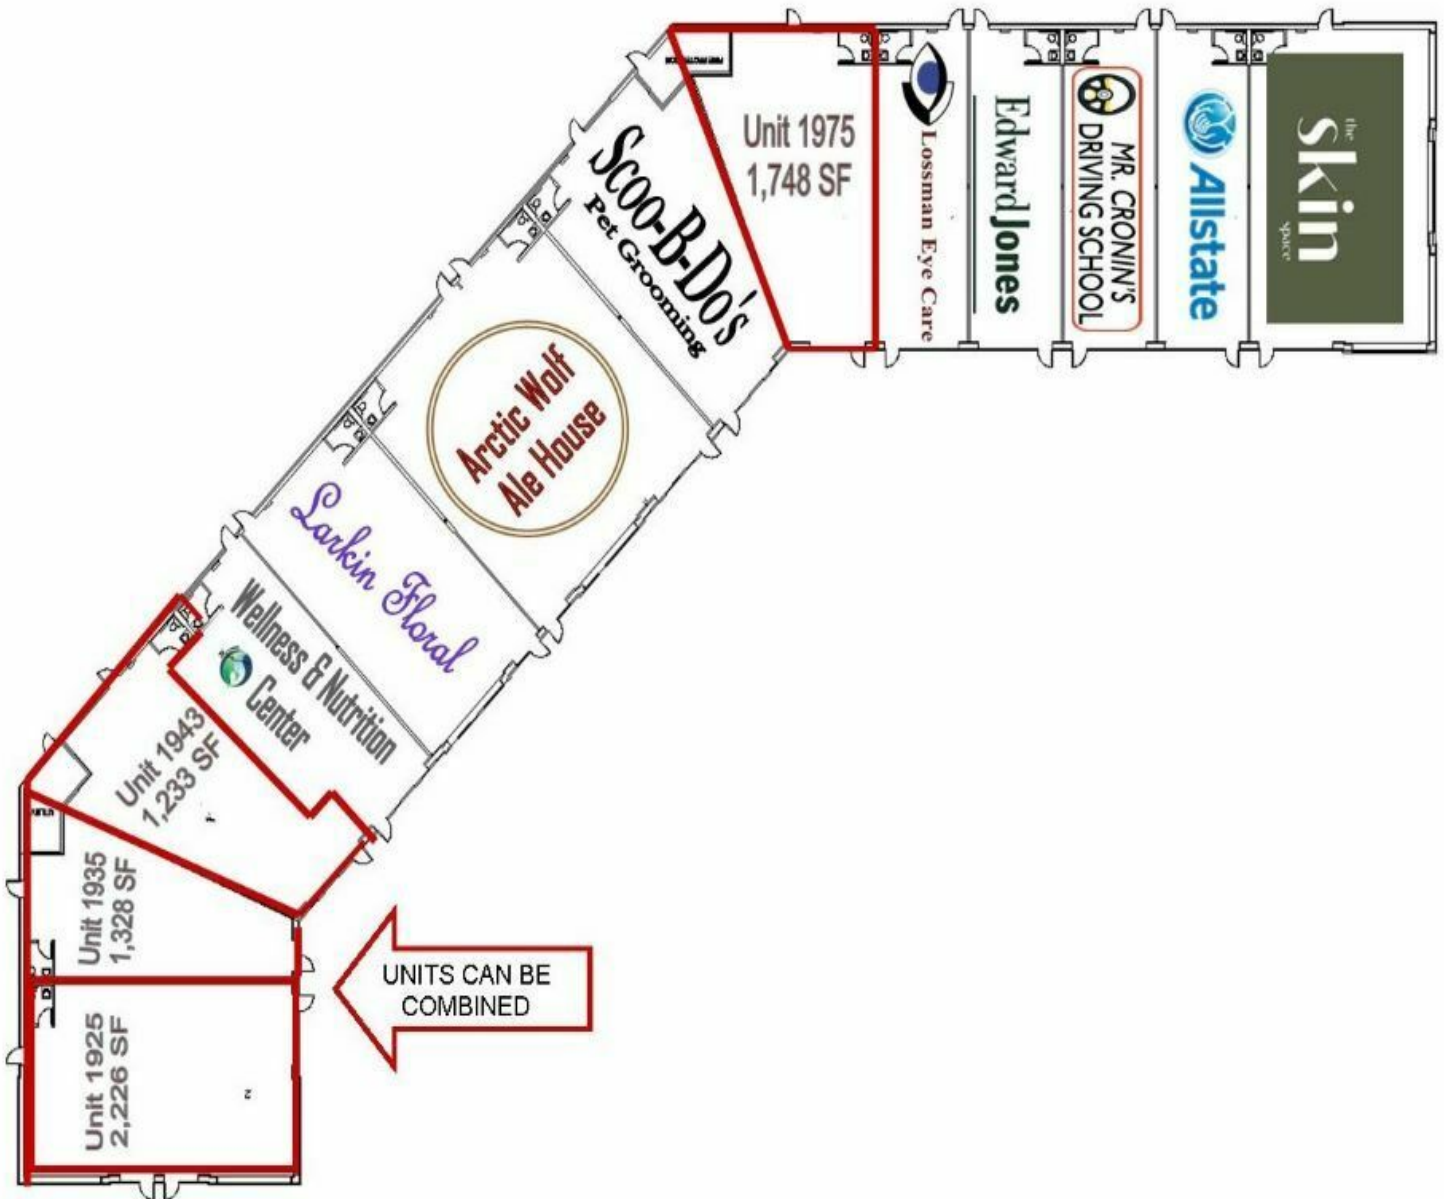 Unit 1975
1,748 SF
Lossman Eye Care
Edward Jones
MR. CRONIN'S
DRIVING SCHOOL
Allstate
the
skin
space
Scoo-B-Do's
Pet Grooming
Arctic Wolf
Ale House
Larkin Floral
Wellness & Nutrition
Center
Unit 1943
1,233 SF
Unit 1935
1,328 SF
UNITS CAN BE
COMBINED
Unit 1925
2,226 SF
2